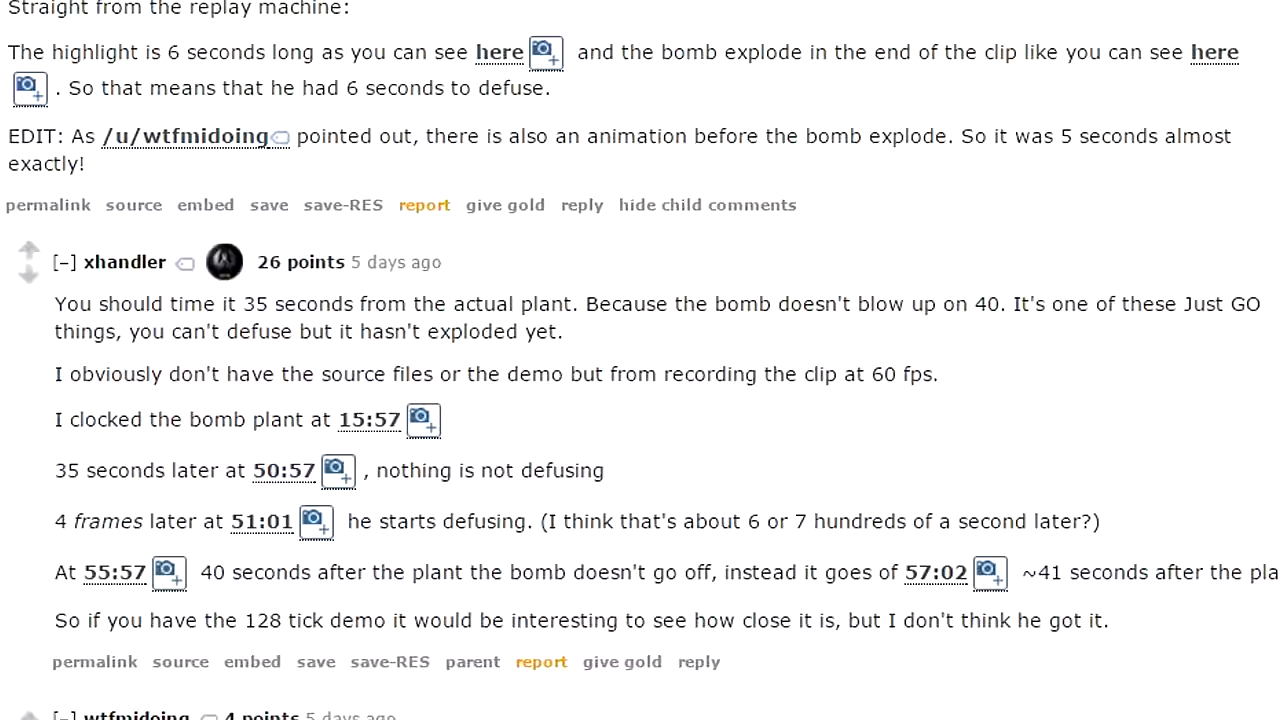 Straight from the replay machine:
The highlight is 6 seconds long as you can see here and the bomb explode in the end of the clip like you can see here
. So that means that he had 6 seconds to defuse.
EDIT: As /u/wtfmidoing pointed out, there is also an animation before the bomb explode. So it was 5 seconds almost
exactly!
permalink source embed save save-RES report give gold reply hide child comments
[–] xhandler 26 points 5 days ago
You should time it 35 seconds from the actual plant. Because the bomb doesn't blow up on 40. It's one of these Just GO
things, you can't defuse but it hasn't exploded yet.
I obviously don't have the source files or the demo but from recording the clip at 60 fps.
I clocked the bomb plant at 15:57
35 seconds later at 50:57 , nothing is not defusing
4 frames later at 51:01 he starts defusing. (I think that's about 6 or 7 hundreds of a second later?)
At 55:57 40 seconds after the plant the bomb doesn't go off, instead it goes of 57:02 ~41 seconds after the pla
So if you have the 128 tick demo it would be interesting to see how close it is, but I don't think he got it.
permalink source embed save save-RES parent report give gold reply
[–] wtfmidoing 4 points 5 days ago